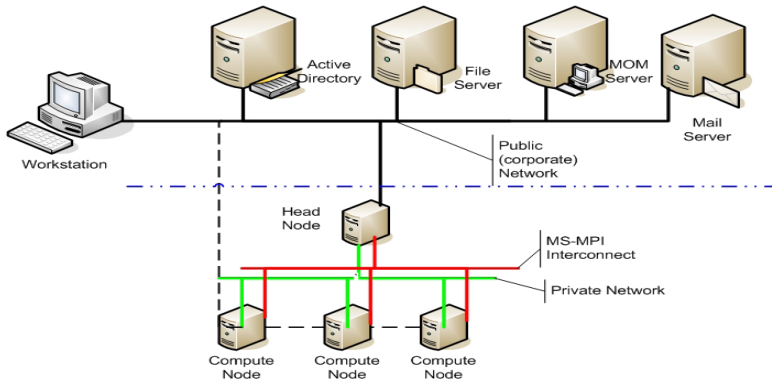 Active
Directory
File
Server
MOM
Server
Mail
Server
Workstation
Public
(corporate)
Network
Head
Node
MS-MPI
Interconnect
Private Network
Compute
Node
Compute
Node
Compute
Node